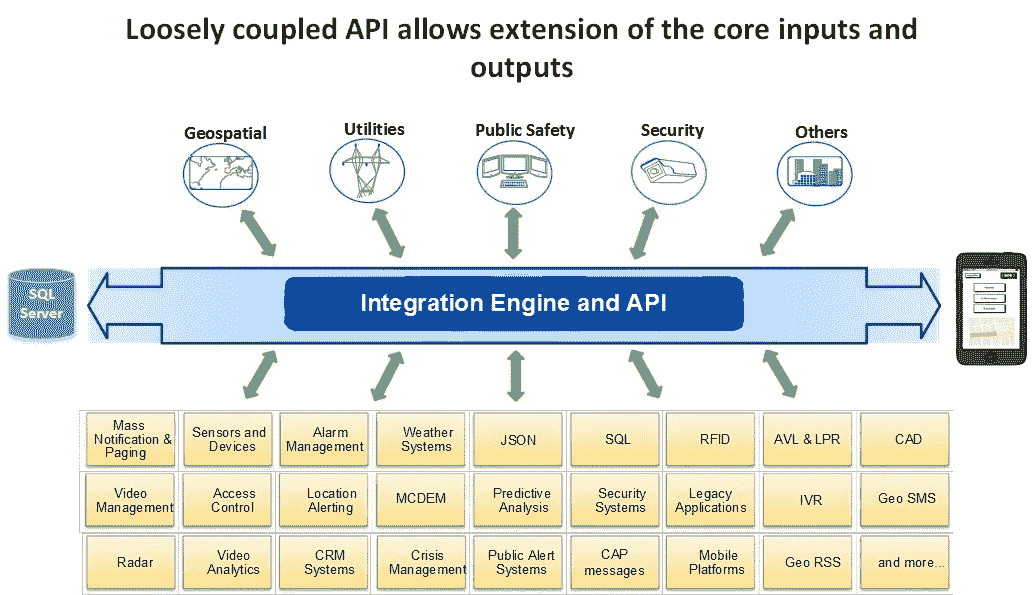 Loosely coupled API allows extension of the core inputs and
outputs
Geospatial
Utilities
Public Safety
Security
Others
SQL
Server
Integration Engine and API
Mass
Notification &
Paging
Sensors and
Devices
Alarm
Management
Weather
Systems
JSON
SQL
RFID
AVL & LPR
CAD
Video
Management
Access
Control
Location
Alerting
MCDEM
Predictive
Analysis
Security
Systems
Legacy
Applications
IVR
Geo SMS
Radar
Video
Analytics
CRM
Systems
Crisis
Management
Public Alert
Systems
CAP
messages
Mobile
Platforms
Geo RSS
and more...